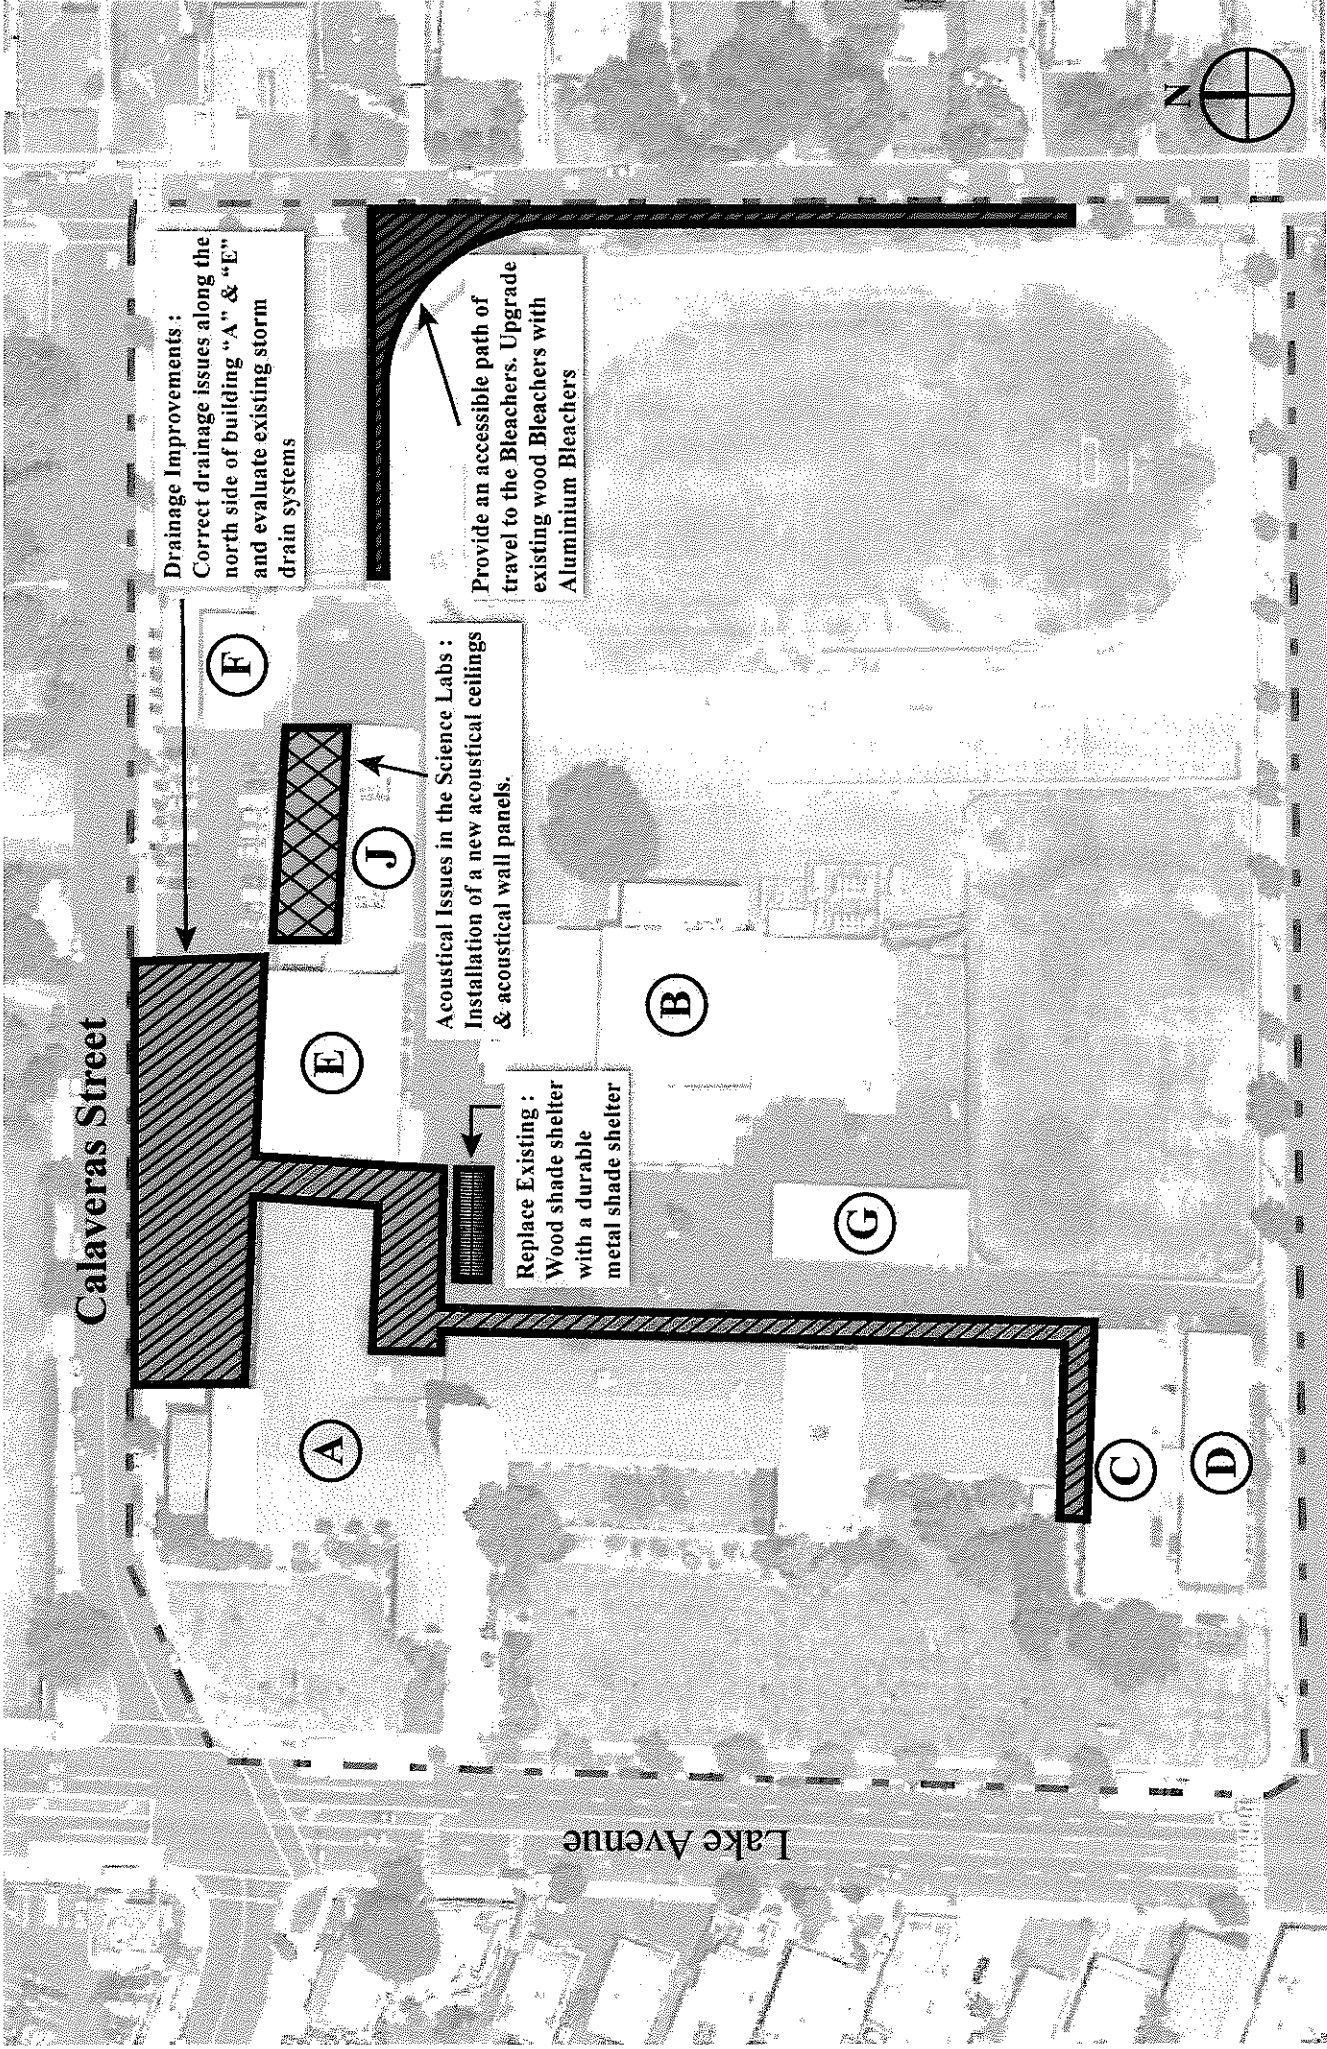 Calaveras Street
Drainage Improvements :
Correct drainage issues along the
north side of building "A" & "E"
and evaluate existing storm
drain systems
F
E
J
A
Acoustical Issues in the Science Labs :
Installation of a new acoustical ceilings
& acoustical wall panels.
Provide an accessible path of
travel to the Bleachers. Upgrade
existing wood Bleachers with
Aluminium Bleachers
Replace Existing :
Wood shade shelter
with a durable
metal shade shelter
B
G
C
D
Lake Avenue
N